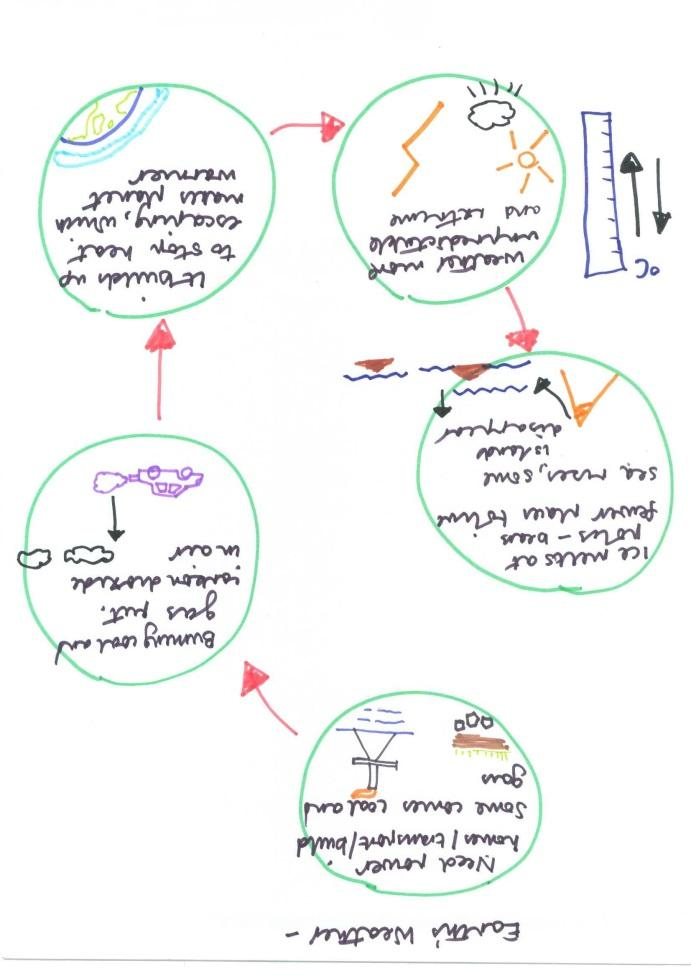 Earth's Weather -
Need power
homes/transport/build
Some comes coal and
gas
Burning coal and
gas put
carbon dioxide
in air
It builds up
to stop heat
escaping, which
makes planet
warmer
weather more
unpredictable
and extreme
°C
Ice melts at
poles - bears
fewer places to live
sea rises, some
islands
disappear